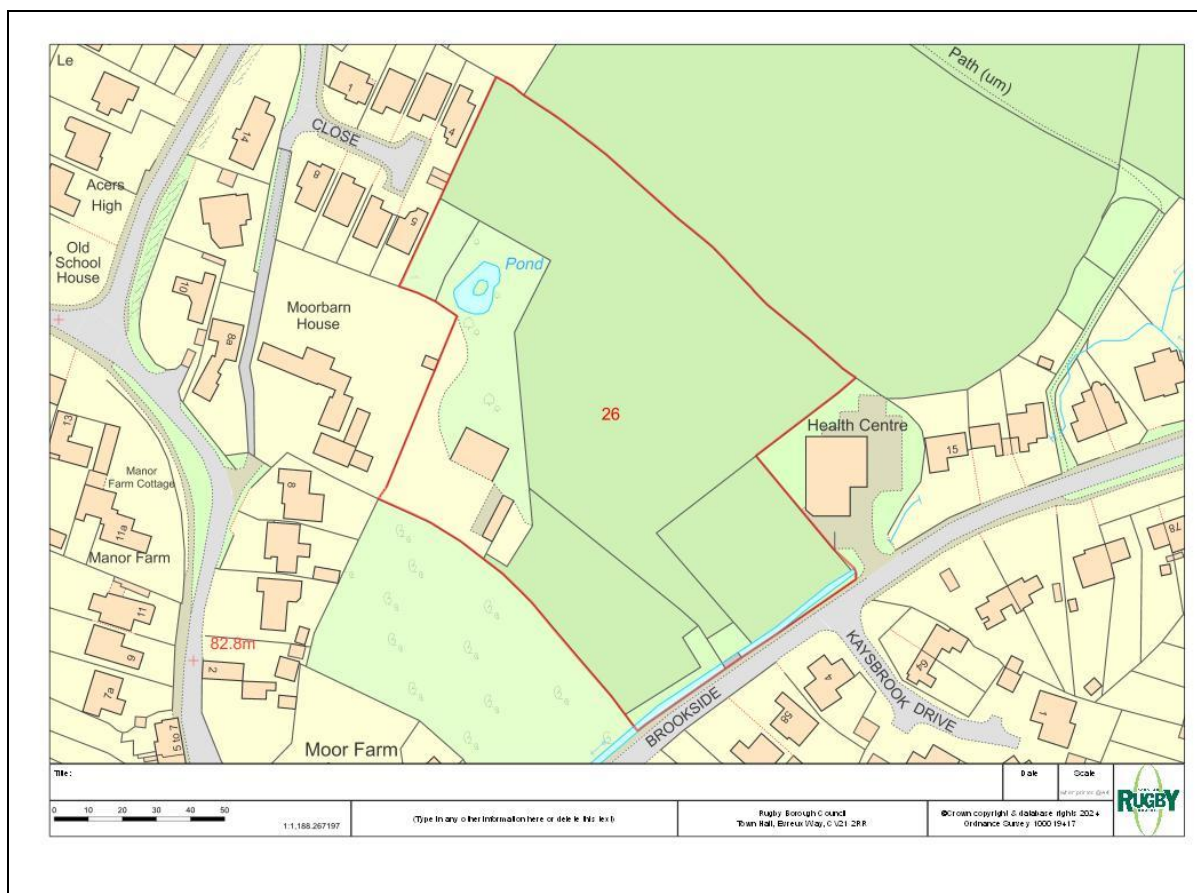 Le
Path (um)
1
4
14
CLOSE
8
5
Acers
High
Old
School
House
Pond
10
Moorbarn
House
8a
26
Health Centre
13
15
Manor
Farm Cottage
8
11a
Manor Farm
78
11
9
82.8m
2
7a
5 to 7
64
4
KAYSBROOK DRIVE
1
58
BROOKSIDE
Moor Farm
Title:
Date
Scale
0 10 20 30 40 50
1:1,188.267197
(Type in any other information here or delete this text)
Rugby Borough Council
Town Hall, Evreux Way, CV21 2RR
©Crown copyright & database rights 2024
Ordnance Survey 100019417
RUGBY